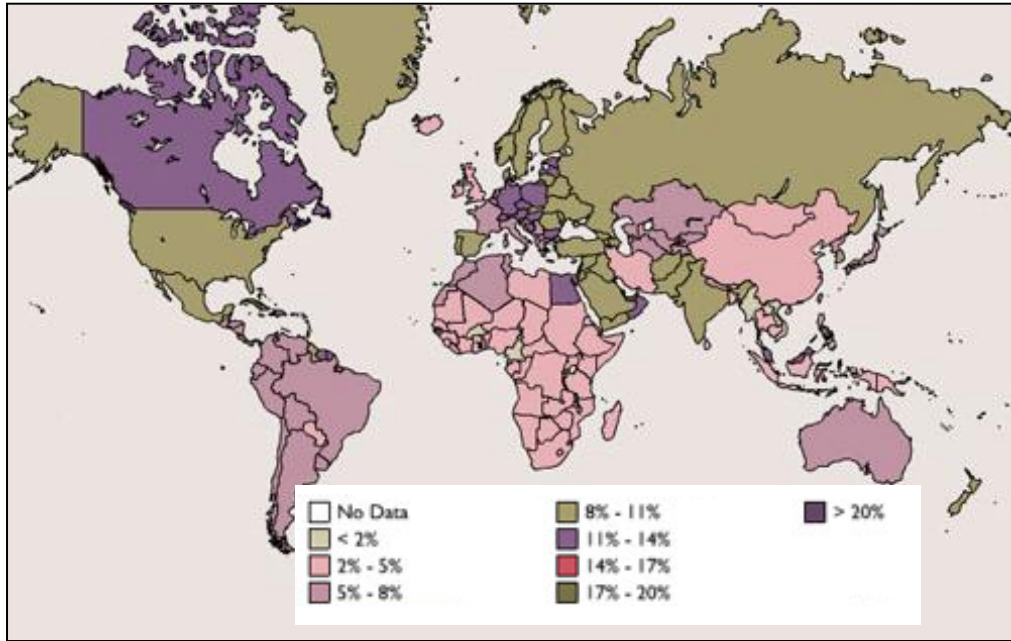 No Data
< 2%
2% - 5%
5% - 8%
8% - 11%
11% - 14%
14% - 17%
17% - 20%
> 20%